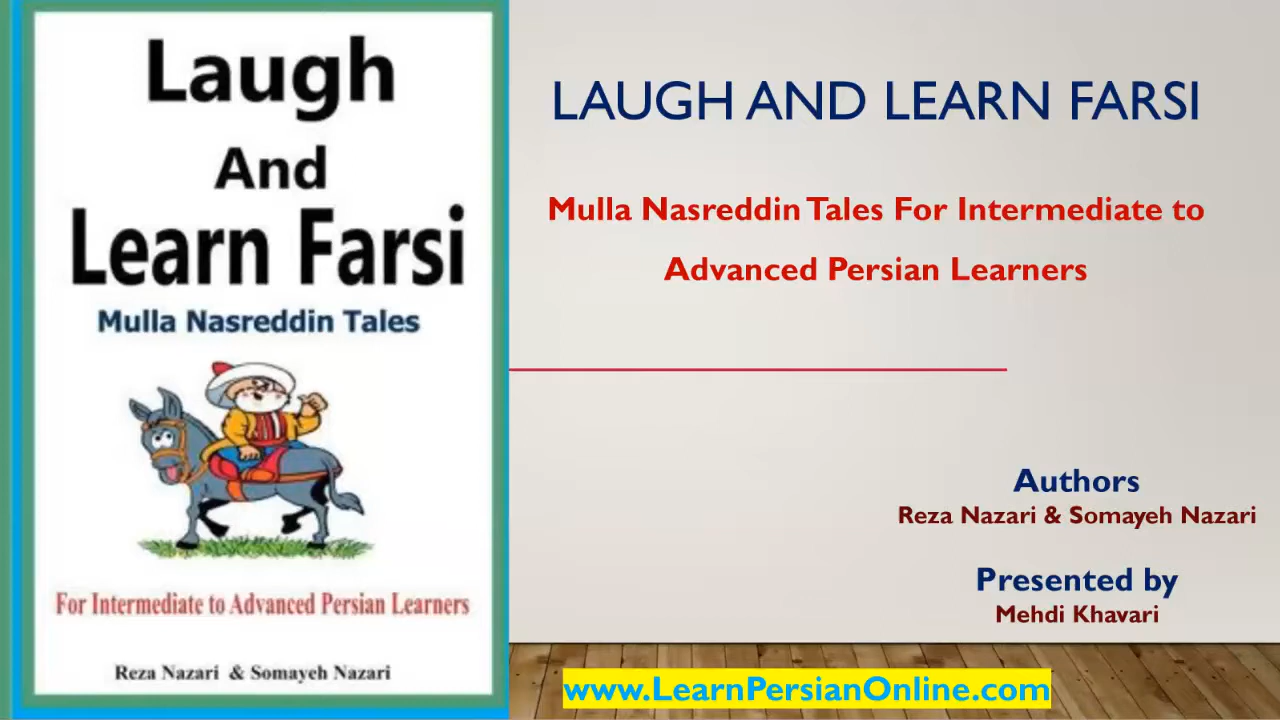 Laugh
And
Learn Farsi
Mulla Nasreddin Tales
For Intermediate to Advanced Persian Learners
Reza Nazari & Somayeh Nazari
LAUGH AND LEARN FARSI
Mulla Nasreddin Tales For Intermediate to
Advanced Persian Learners
Authors
Reza Nazari & Somayeh Nazari
Presented by
Mehdi Khavari
www.LearnPersianOnline.com